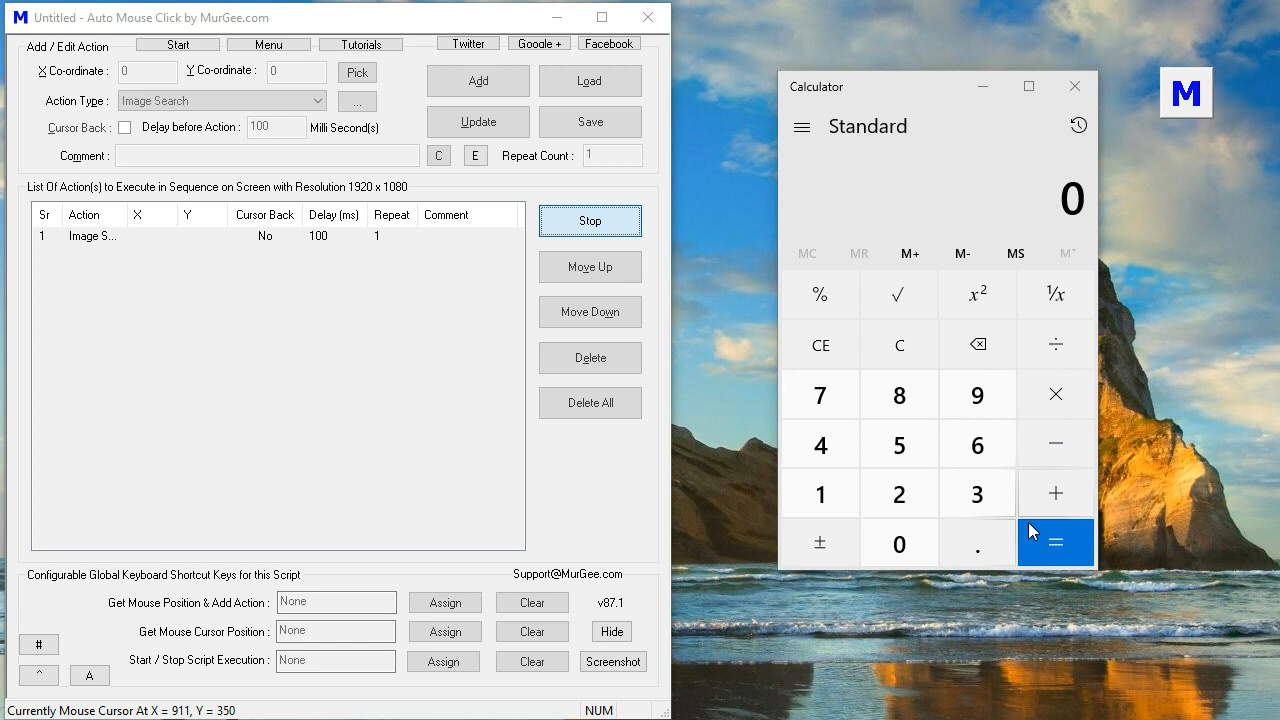 M Untitled - Auto Mouse Click by MurGee.com
Add / Edit Action
Start Menu Tutorials Twitter Google + Facebook
X Co-ordinate : 0 Y Co-ordinate : 0 Pick
Add Load
Action Type : Image Search ...
Cursor Back : Delay before Action : 100 Milli Second(s)
Update Save
Comment : C E Repeat Count : 1
List Of Action(s) to Execute in Sequence on Screen with Resolution 1920 x 1080
Sr Action X Y Cursor Back Delay (ms) Repeat Comment
1 Image S... No 100 1
Stop
Move Up
Move Down
Delete
Delete All
Configurable Global Keyboard Shortcut Keys for this Script
Support@MurGee.com
Get Mouse Position & Add Action : None Assign Clear v87.1
Get Mouse Cursor Position : None Assign Clear Hide
Start / Stop Script Execution : None Assign Clear Screenshot
#
^ A
Mouse Cursor At X = 911, Y = 350
NUM
Calculator
Standard
0
MC MR M+ M- MS M˅
% √ x² ¹/x
CE C ⌫ ÷
7 8 9 ×
4 5 6 −
1 2 3 +
± 0 . =
M